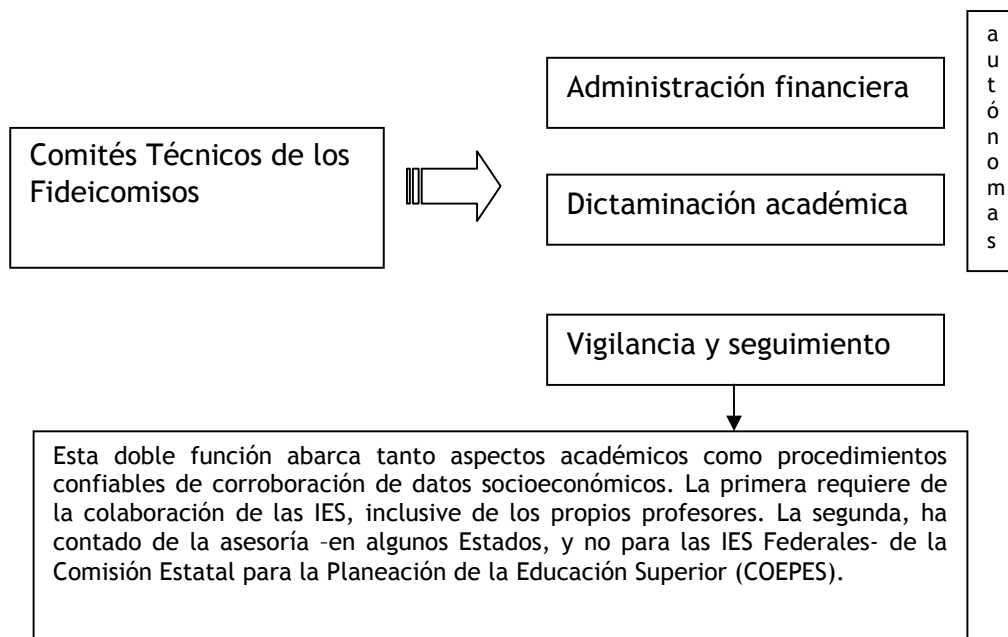 Comités Técnicos de los
Fideicomisos
Administración financiera
Dictaminación académica
Vigilancia y seguimiento
a
u
t
ó
n
o
m
a
s
Esta doble función abarca tanto aspectos académicos como procedimientos
confiables de corroboración de datos socioeconómicos. La primera requiere de
la colaboración de las IES, inclusive de los propios profesores. La segunda, ha
contado de la asesoría -en algunos Estados, y no para las IES Federales- de la
Comisión Estatal para la Planeación de la Educación Superior (COEPES).